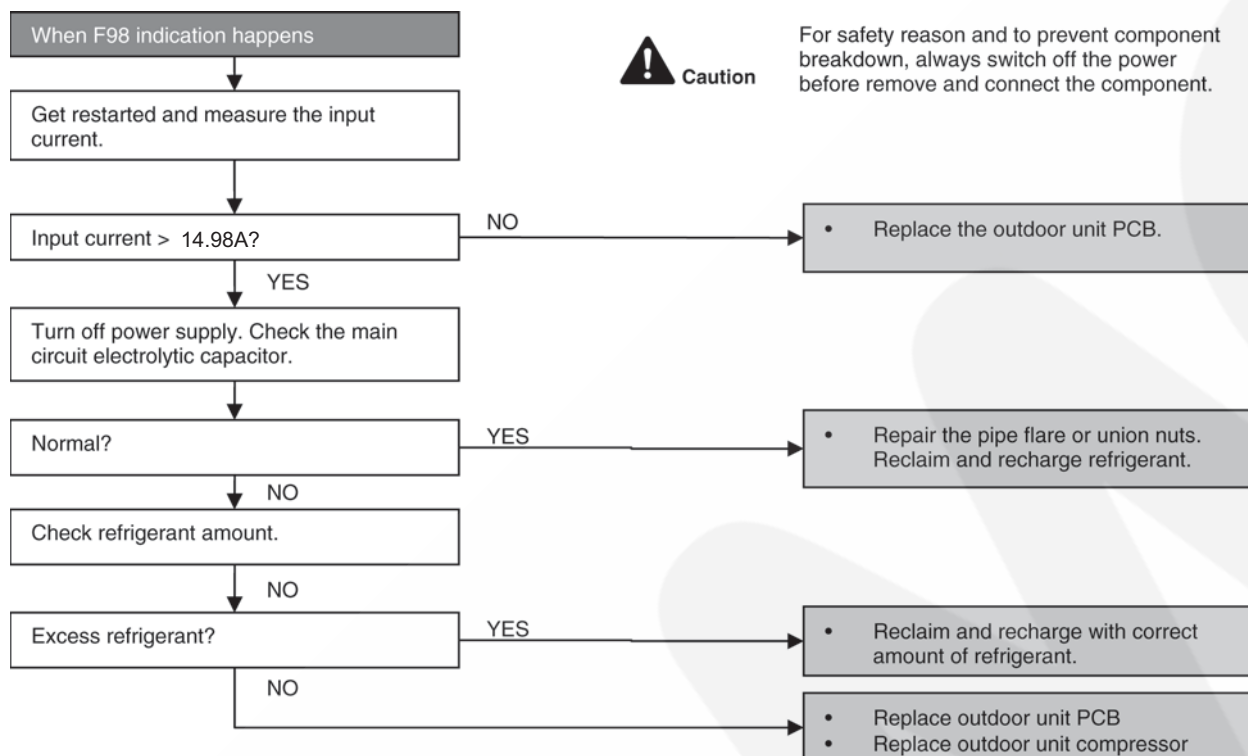 When F98 indication happens
Caution
For safety reason and to prevent component
breakdown, always switch off the power
before remove and connect the component.
Get restarted and measure the input
current.
Input current > 14.98A?
NO
• Replace the outdoor unit PCB.
YES
Turn off power supply. Check the main
circuit electrolytic capacitor.
Normal?
YES
• Repair the pipe flare or union nuts.
Reclaim and recharge refrigerant.
NO
Check refrigerant amount.
NO
Excess refrigerant?
YES
• Reclaim and recharge with correct
amount of refrigerant.
NO
• Replace outdoor unit PCB
• Replace outdoor unit compressor